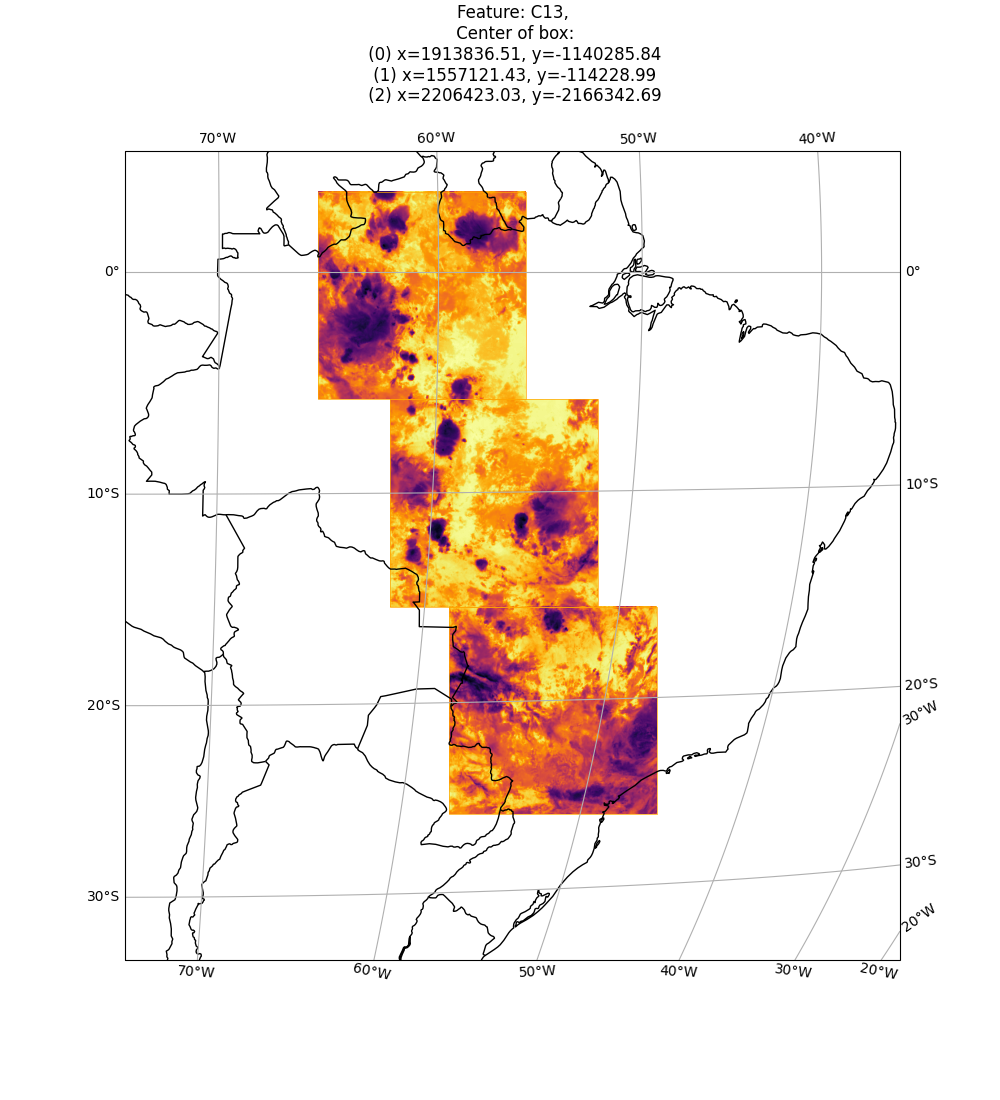 Feature: C13,
Center of box:
(0) x=1913836.51, y=-1140285.84
(1) x=1557121.43, y=-114228.99
(2) x=2206423.03, y=-2166342.69
70°W 60°W 50°W 40°W
0° 0°
10°S 10°S
20°S 20°S
30°W
30°S 30°S
20°W
70°W 60°W 50°W 40°W 30°W 20°W